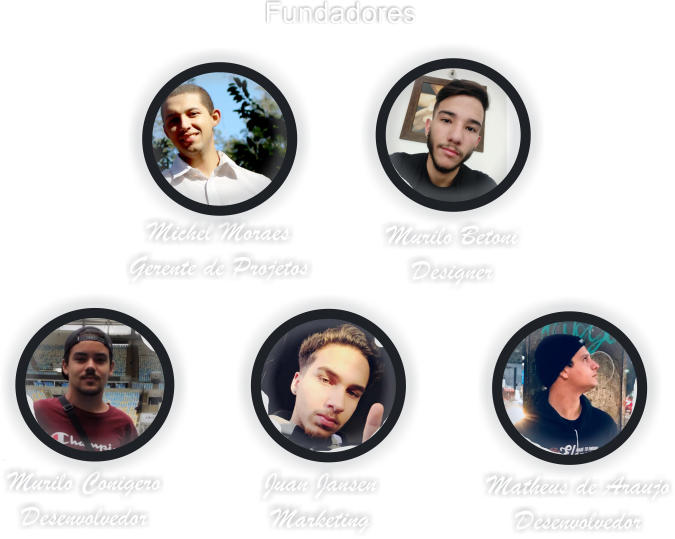 Fundadores
Michel Moraes
Gerente de Projetos
Murilo Betoni
Designer
Champi
Murilo Conigero
Desenvolvedor
Juan Jansen
Marketing
Matheus de Araujo
Desenvolvedor